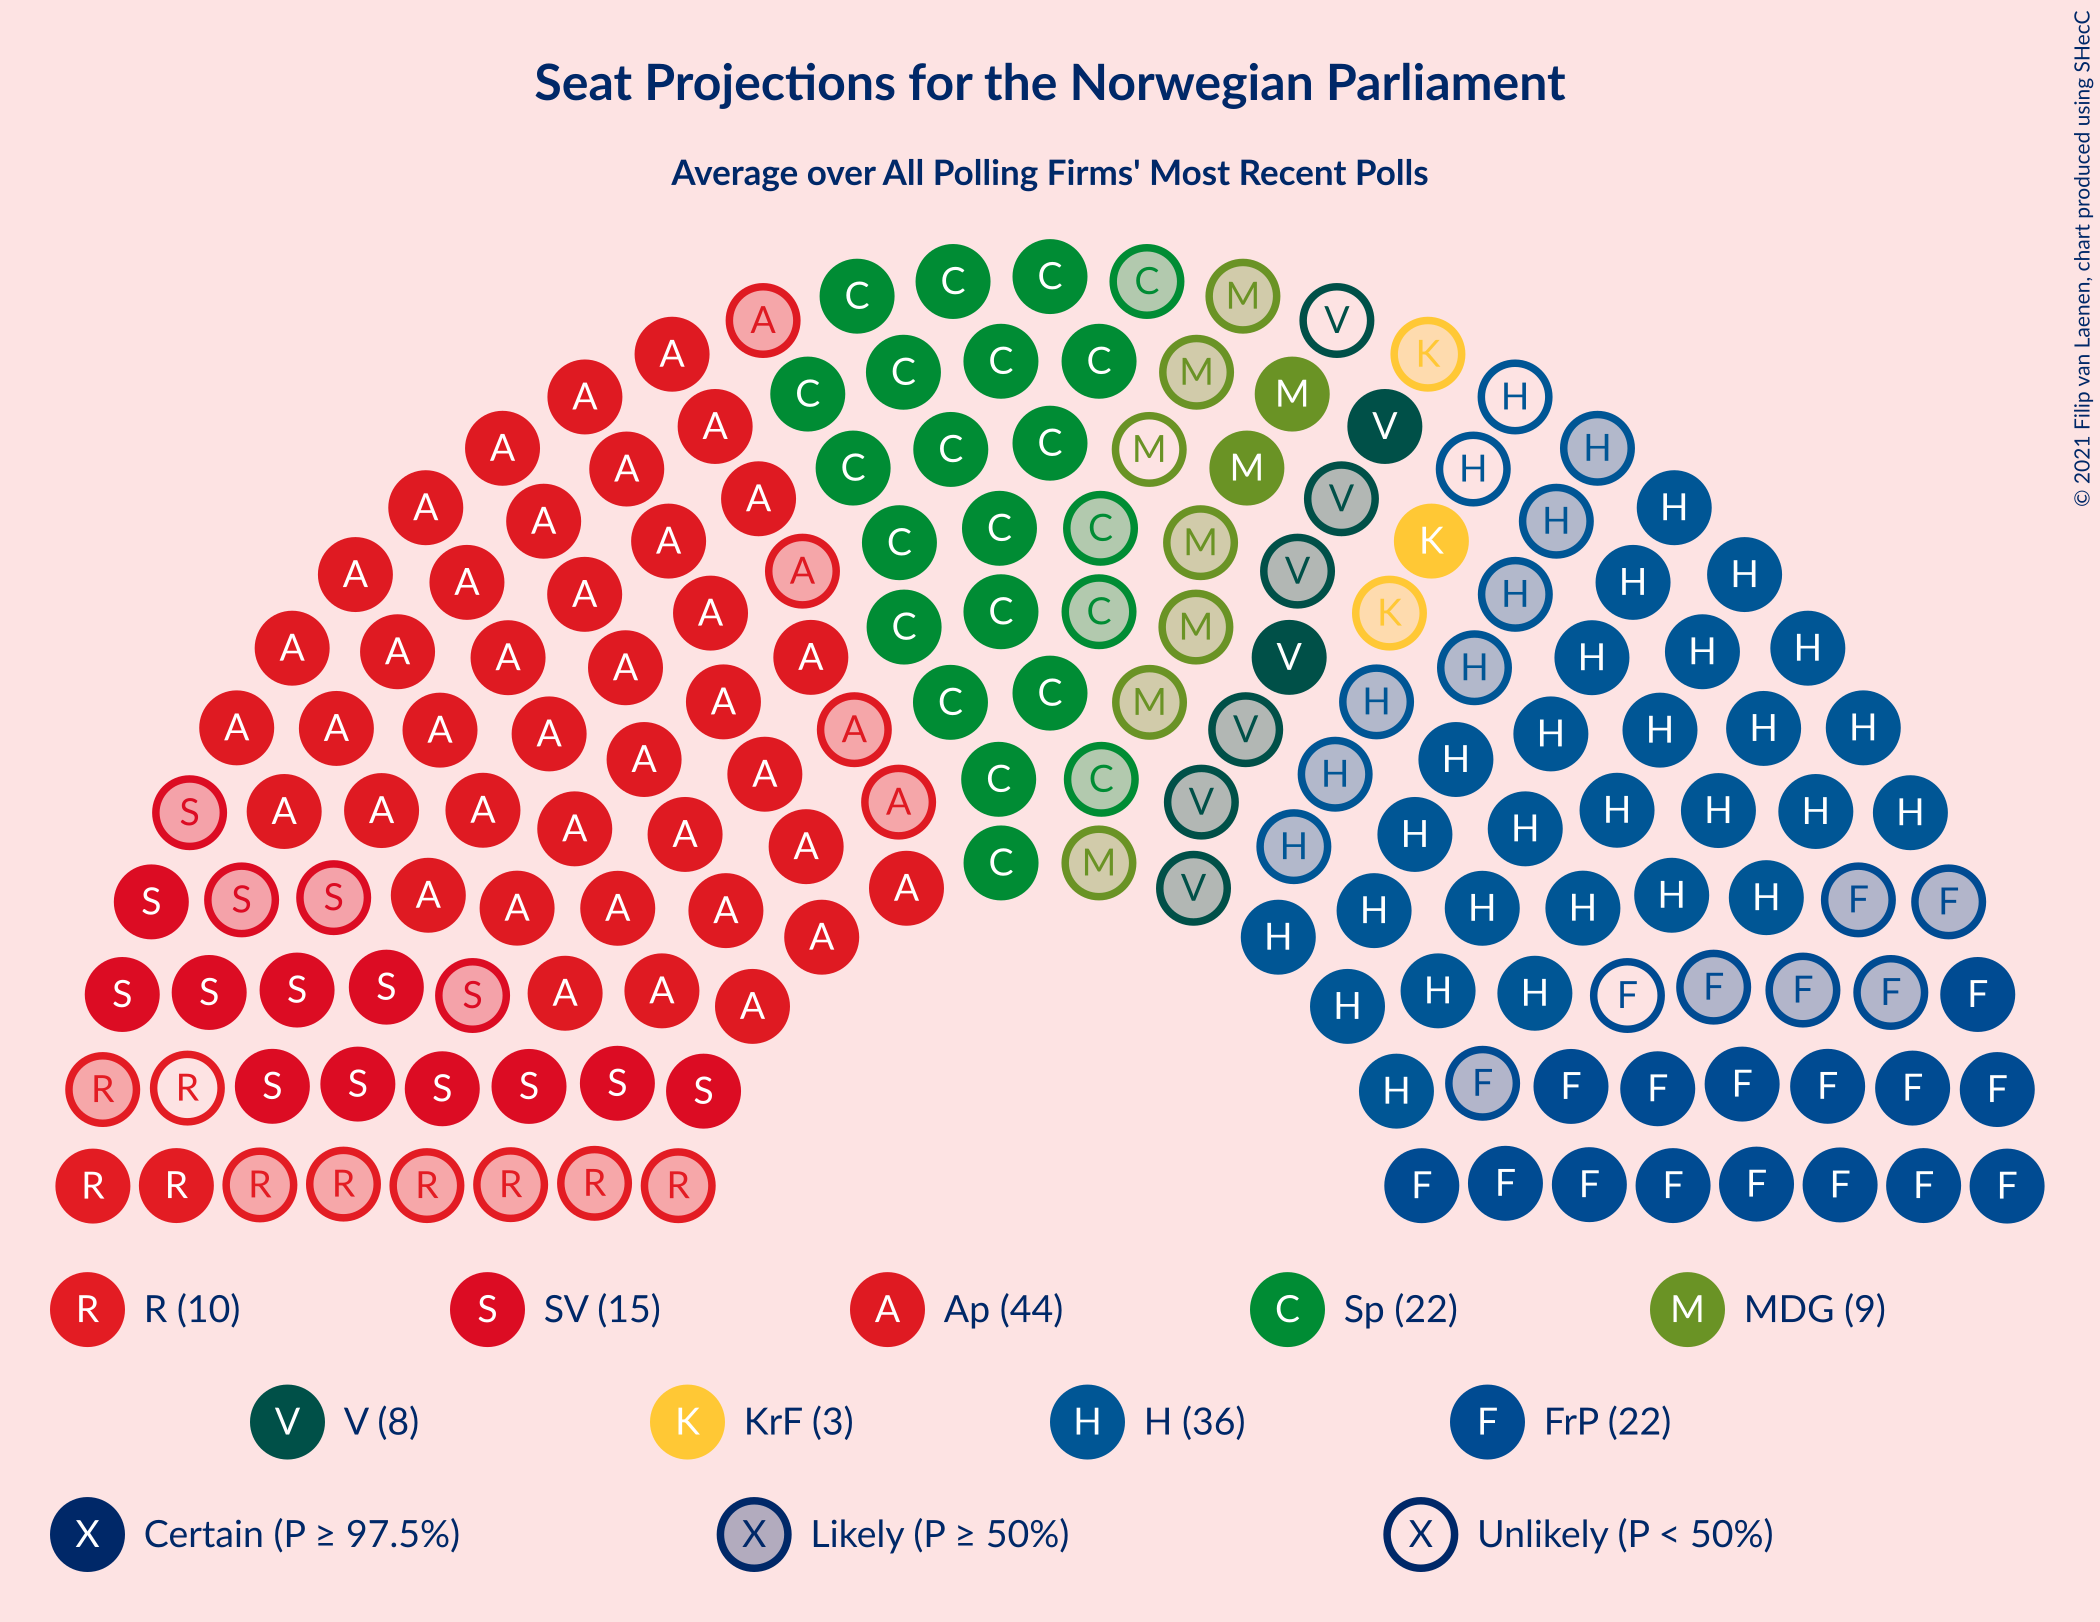 Seat Projections for the Norwegian Parliament
Average over All Polling Firms' Most Recent Polls
© 2021 Filip van Laenen, chart produced using SHecC
C C C C M
A V
A C C C M K
A C M H
A V
A A C C C M M H H
A A A V H H
A C C C M K
A A A A V H H H
A C C C M K
A A A A A V H H H H
A C C M H
A A A A A V H H H H
A A C C H H
S A A A A A A V H H H H H H
A C M H
S S S A A A A A V H H H H H F F
A H
S S S S S A A A H H H F F F F F
R R S S S S S S H F F F F F F F
R R R R R R R R F F F F F F F F
R R (10)
S SV (15)
A Ap (44)
C Sp (22)
M MDG (9)
V V (8)
K KrF (3)
H H (36)
F FrP (22)
X Certain (P ≥ 97.5%)
X Likely (P ≥ 50%)
X Unlikely (P < 50%)